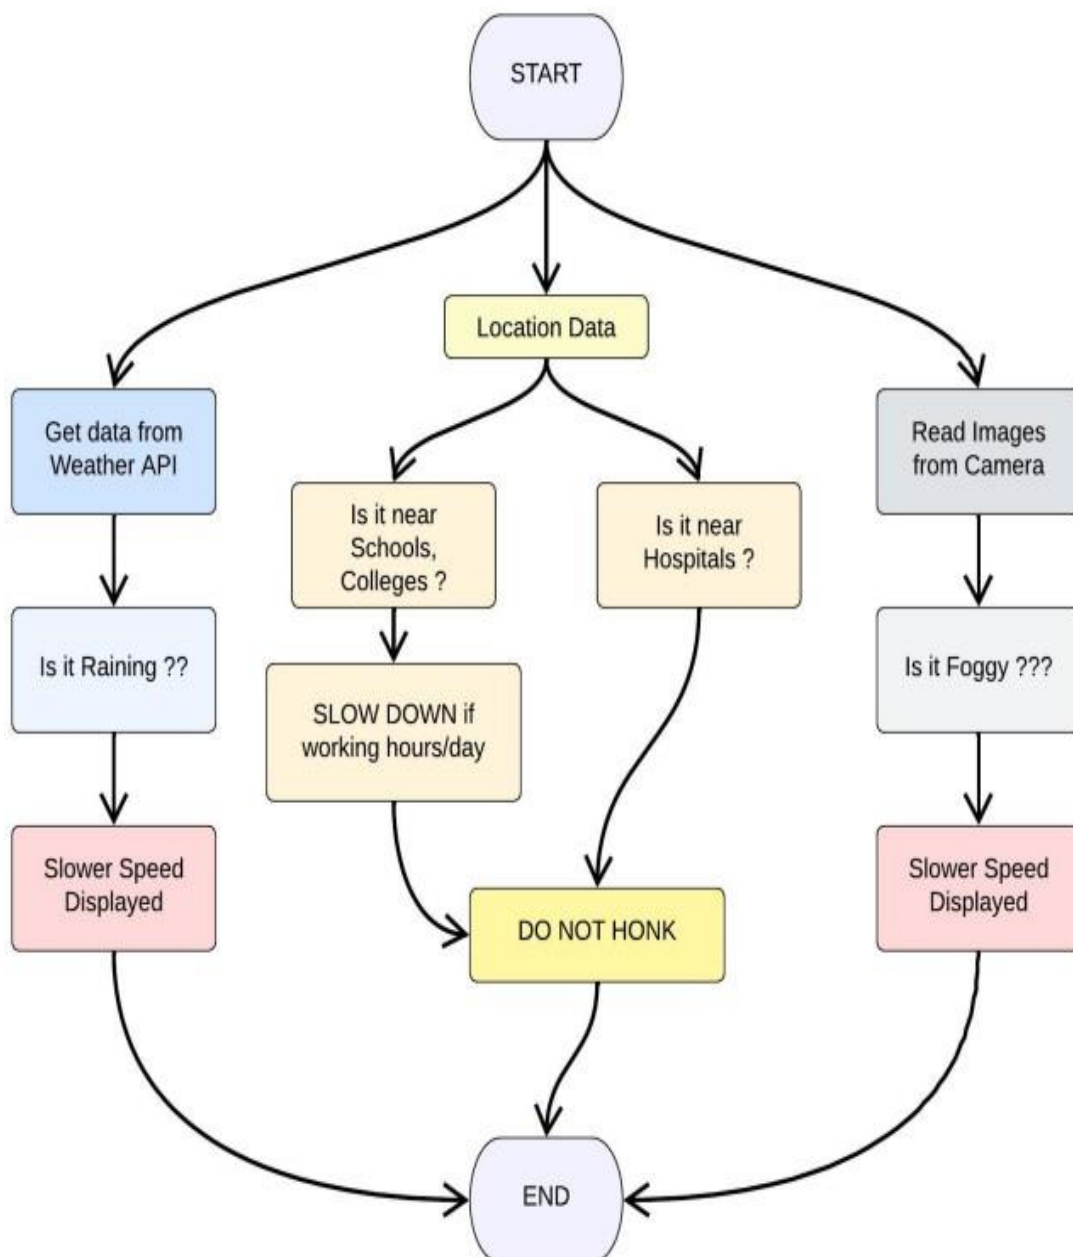 START
Location Data
Get data from
Weather API
Read Images
from Camera
Is it near
Schools,
Colleges ?
Is it near
Hospitals ?
Is it Raining ??
Is it Foggy ???
SLOW DOWN if
working hours/day
Slower Speed
Displayed
DO NOT HONK
Slower Speed
Displayed
END